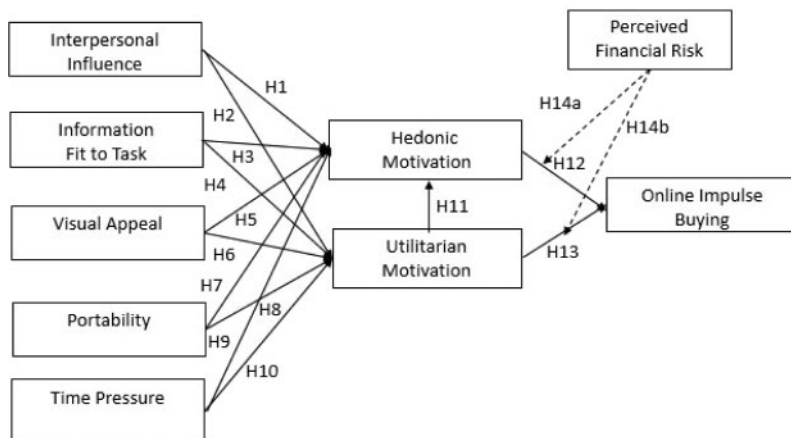 Interpersonal
Influence
Perceived
Financial Risk
H1
H14a
H2
H14b
Information
Fit to Task
H3
Hedonic
Motivation
H12
H4
Visual Appeal
H5
H11
Online Impulse
Buying
H6
Utilitarian
Motivation
H13
H7
Portability
H8
H9
H10
Time Pressure